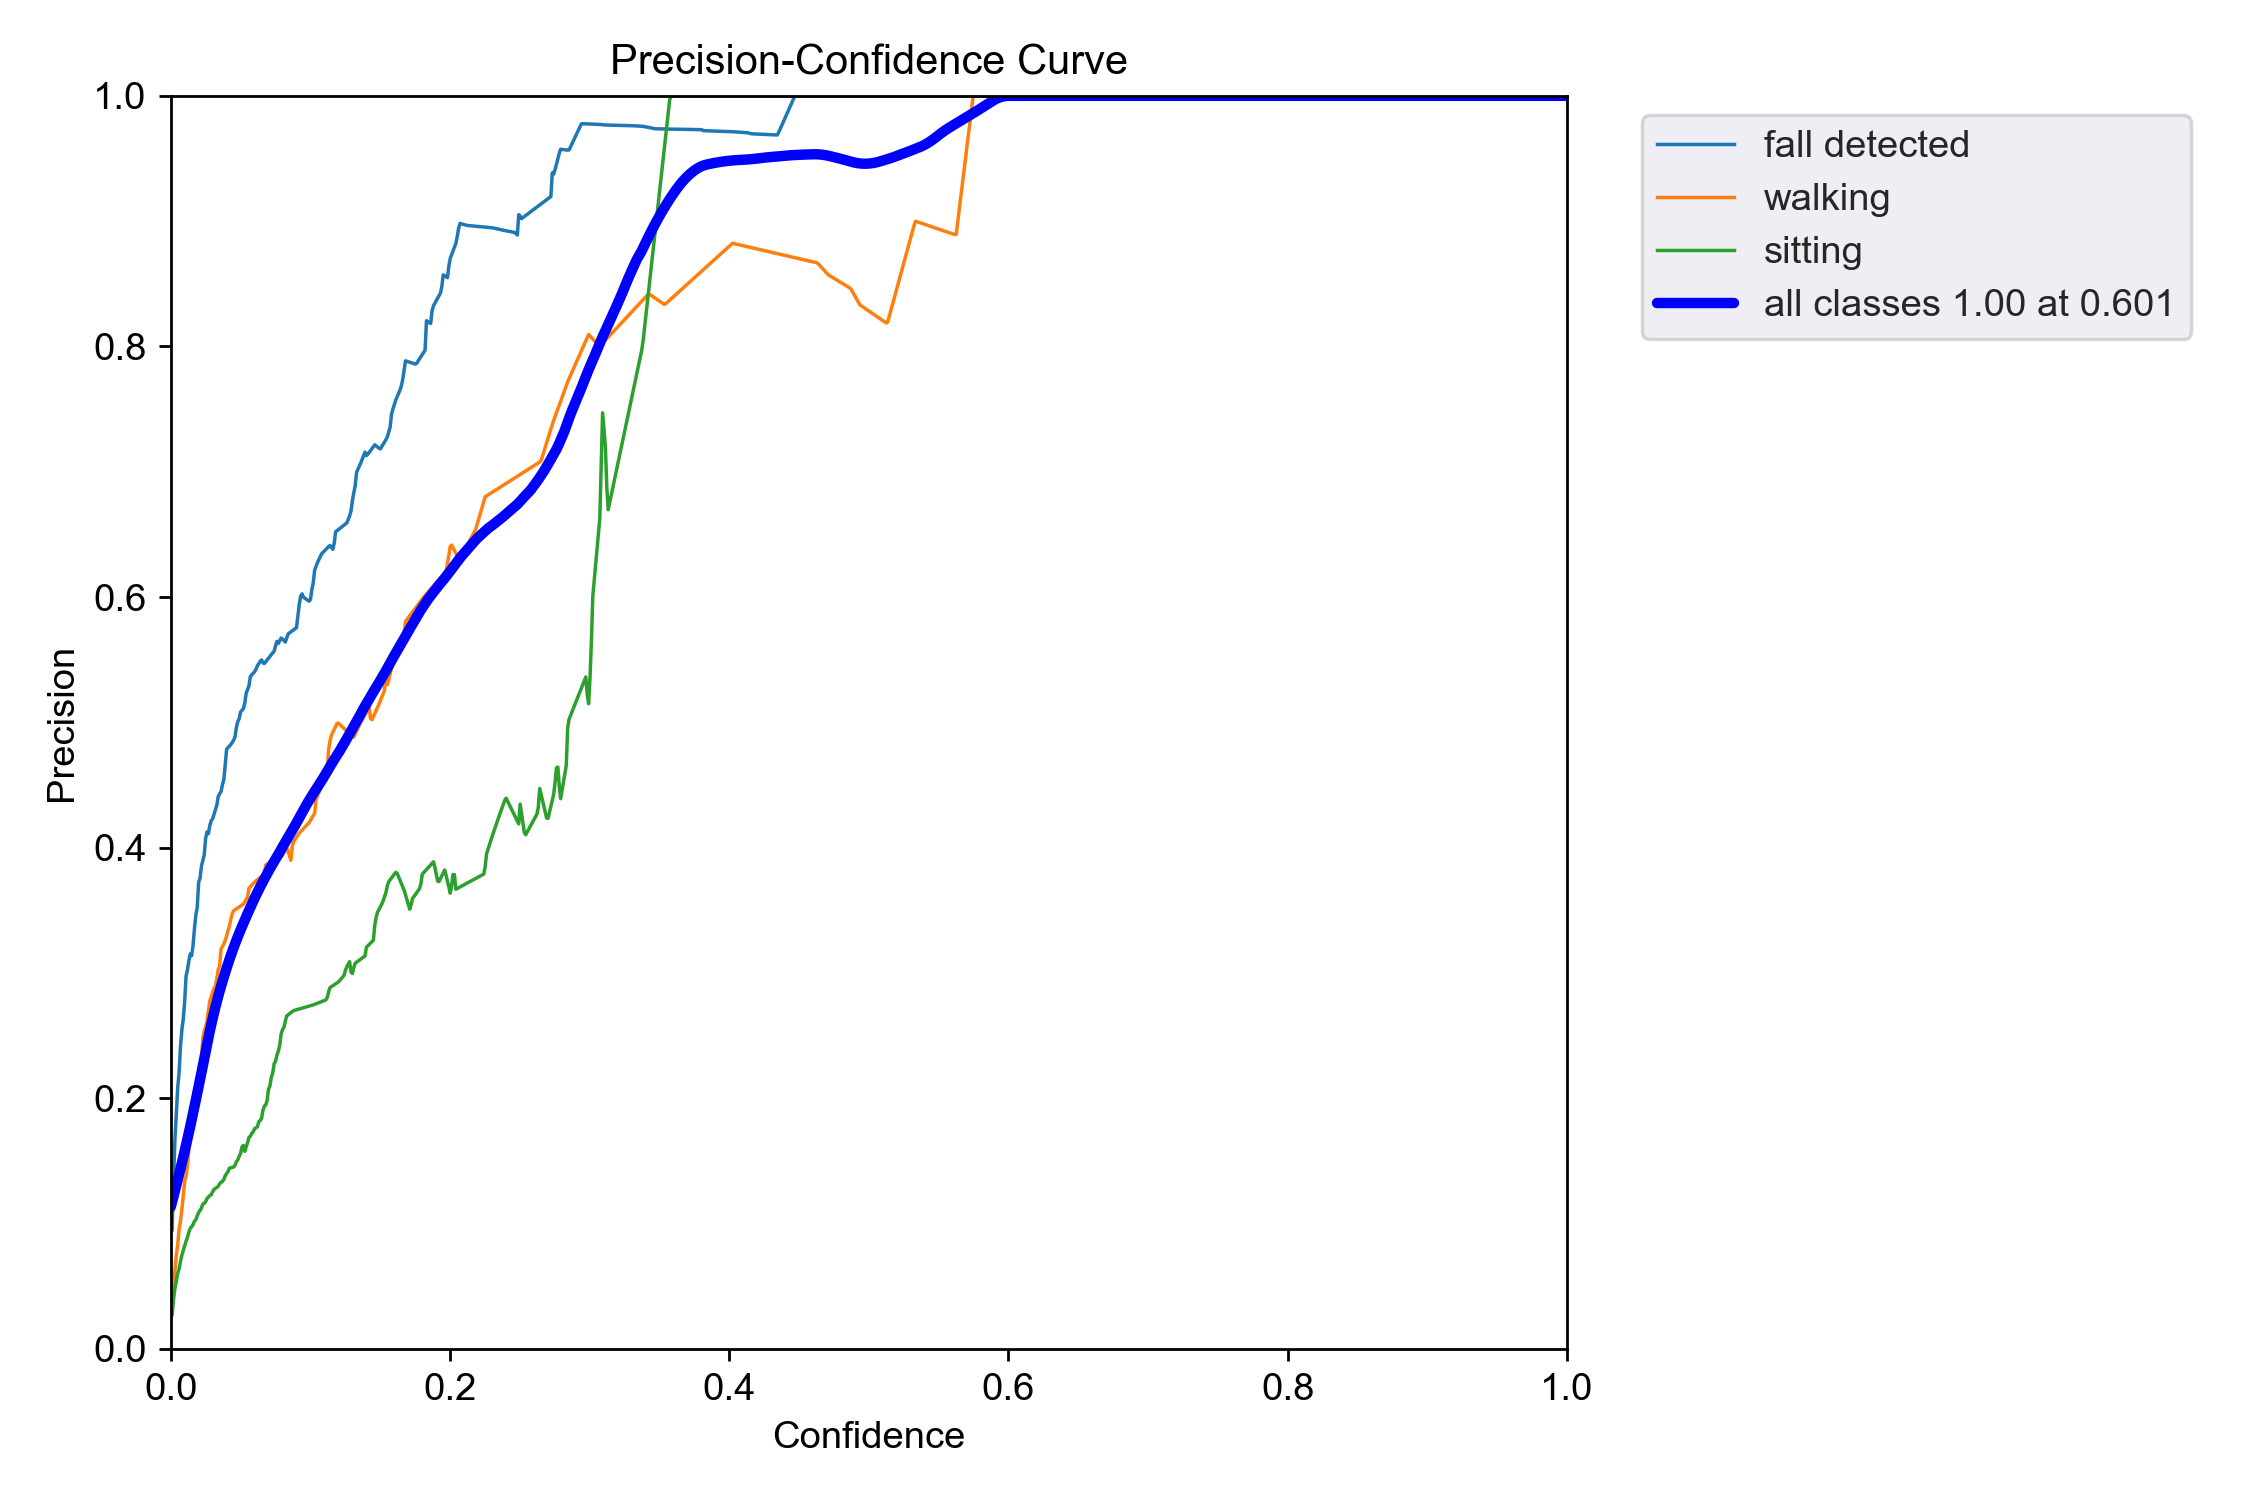 Precision-Confidence Curve
1.0
0.8
0.6
0.4
0.2
0.0
Precision
0.0 0.2 0.4 0.6 0.8 1.0
Confidence
fall detected
walking
sitting
all classes 1.00 at 0.601